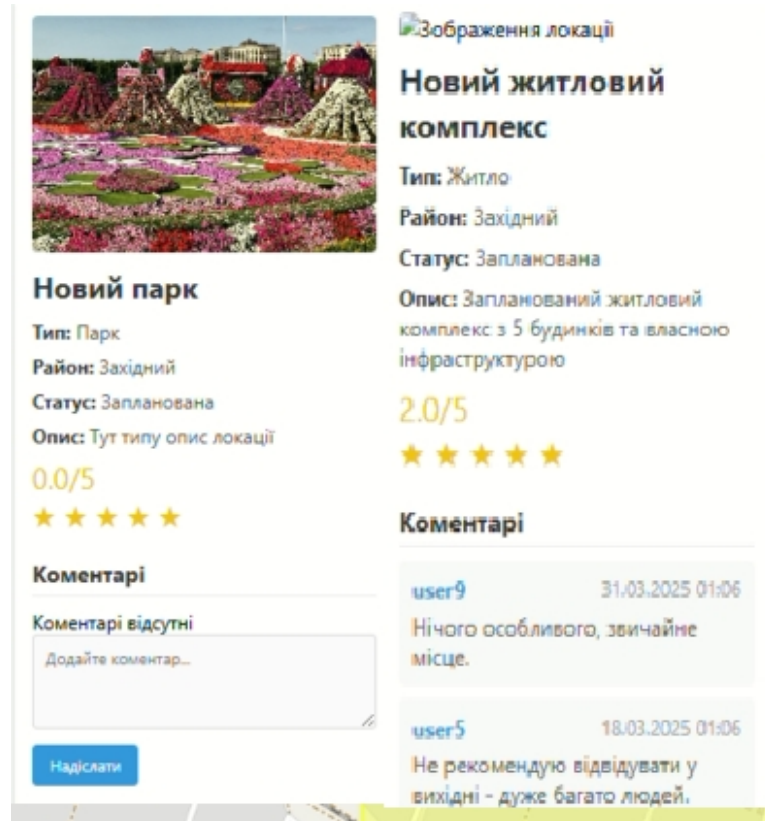 Новий парк
Тип: Парк
Район: Західний
Статус: Запланована
Опис: Тут типу опис локації
0.0/5
Коментарі
Коментарі відсутні
Додайте коментар...
Надіслати
Зображення локації
Новий житловий
комплекс
Тип: Житло
Район: Західний
Статус: Запланована
Опис: Запланований житловий
комплекс з 5 будинків та власною
інфраструктурою
2.0/5
Коментарі
user9 31.03.2025 01:06
Нічого особливого, звичайне
місце.
user5 18.03.2025 01:06
Не рекомендую відвідувати у
вихідні - дуже багато людей.